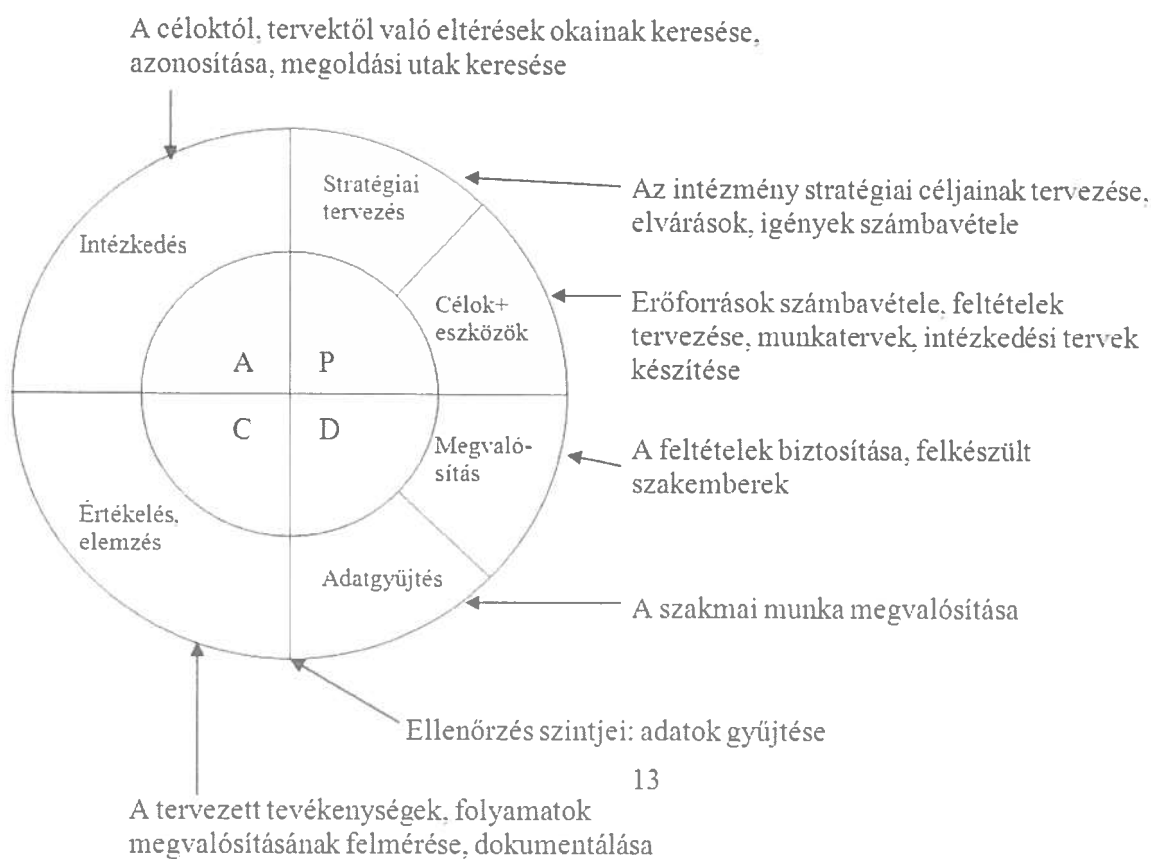 A céloktól, tervektől való eltérések okainak keresése,
azonosítása, megoldási utak keresése
Stratégiai
tervezés
Az intézmény stratégiai céljainak tervezése,
elvárások, igények számbavétele
Intézkedés
Célok+
eszközök
Erőforrások számbavétele, feltételek
tervezése, munkatervek, intézkedési tervek
készítése
A P
C D
Megvaló-
sítás
A feltételek biztosítása, felkészült
szakemberek
Értékelés,
elemzés
Adatgyűjtés
A szakmai munka megvalósítása
Ellenőrzés szintjei: adatok gyűjtése
13
A tervezett tevékenységek, folyamatok
megvalósításának felmérése, dokumentálása